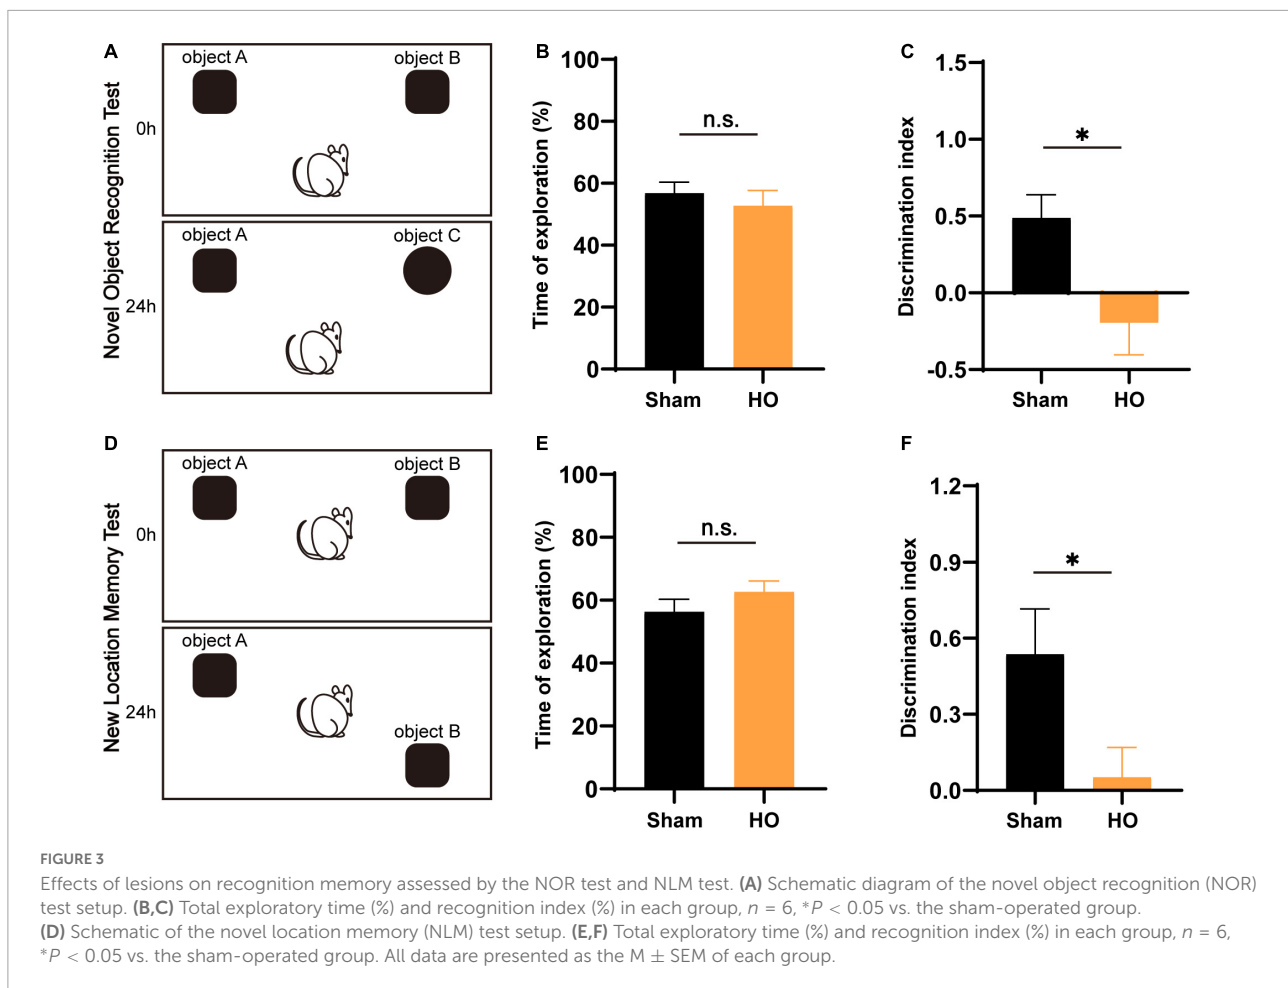 A
Novel Object Recognition Test
0h
object A
object B
24h
object A
object C
B
Time of exploration (%)
100
80
60
40
20
0
n.s.
Sham
HO
C
Discrimination index
1.5
1.0
0.5
0.0
-0.5
*
Sham
HO
D
New Location Memory Test
0h
object A
object B
24h
object A
object B
E
Time of exploration (%)
100
80
60
40
20
0
n.s.
Sham
HO
F
Discrimination index
1.2
0.9
0.6
0.3
0.0
*
Sham
HO
FIGURE 3
Effects of lesions on recognition memory assessed by the NOR test and NLM test. (A) Schematic diagram of the novel object recognition (NOR)
test setup. (B,C) Total exploratory time (%) and recognition index (%) in each group, n = 6, *P < 0.05 vs. the sham-operated group.
(D) Schematic of the novel location memory (NLM) test setup. (E,F) Total exploratory time (%) and recognition index (%) in each group, n = 6,
*P < 0.05 vs. the sham-operated group. All data are presented as the M ± SEM of each group.